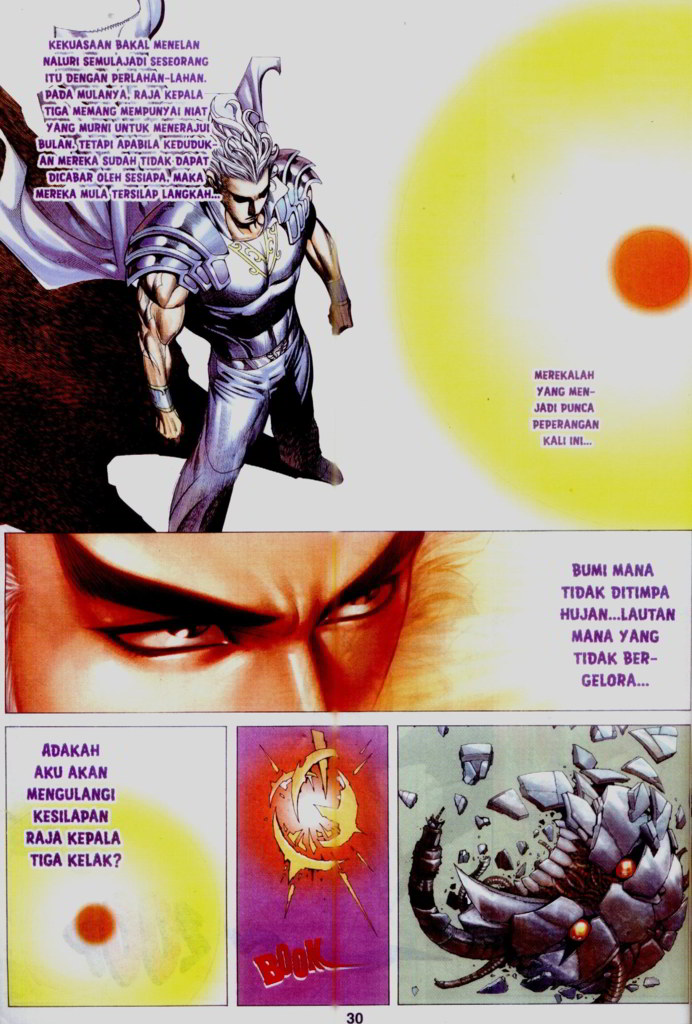 KEKUASAAN BAKAL MENELAN
NALURI SEMULAJADI SESEORANG
ITU DENGAN PERLAHAN-LAHAN.
PADA MULANYA, RAJA KEPALA
TIGA MEMANG MEMPUNYAI NIAT
YANG MURNI UNTUK MENERAJUI
BULAN. TETAPI APABILA KEDUDUK-
AN MEREKA SUDAH TIDAK DAPAT
DICABAR OLEH SESIAPA, MAKA
MEREKA MULA TERSILAP LANGKAH...
MEREKALAH
YANG MEN-
JADI PUNCA
PEPERANGAN
KALI INI...
BUMI MANA
TIDAK DITIMPA
HUJAN...LAUTAN
MANA YANG
TIDAK BER-
GELORA...
ADAKAH
AKU AKAN
MENGULANGI
KESILAPAN
RAJA KEPALA
TIGA KELAK?
BOOK
30